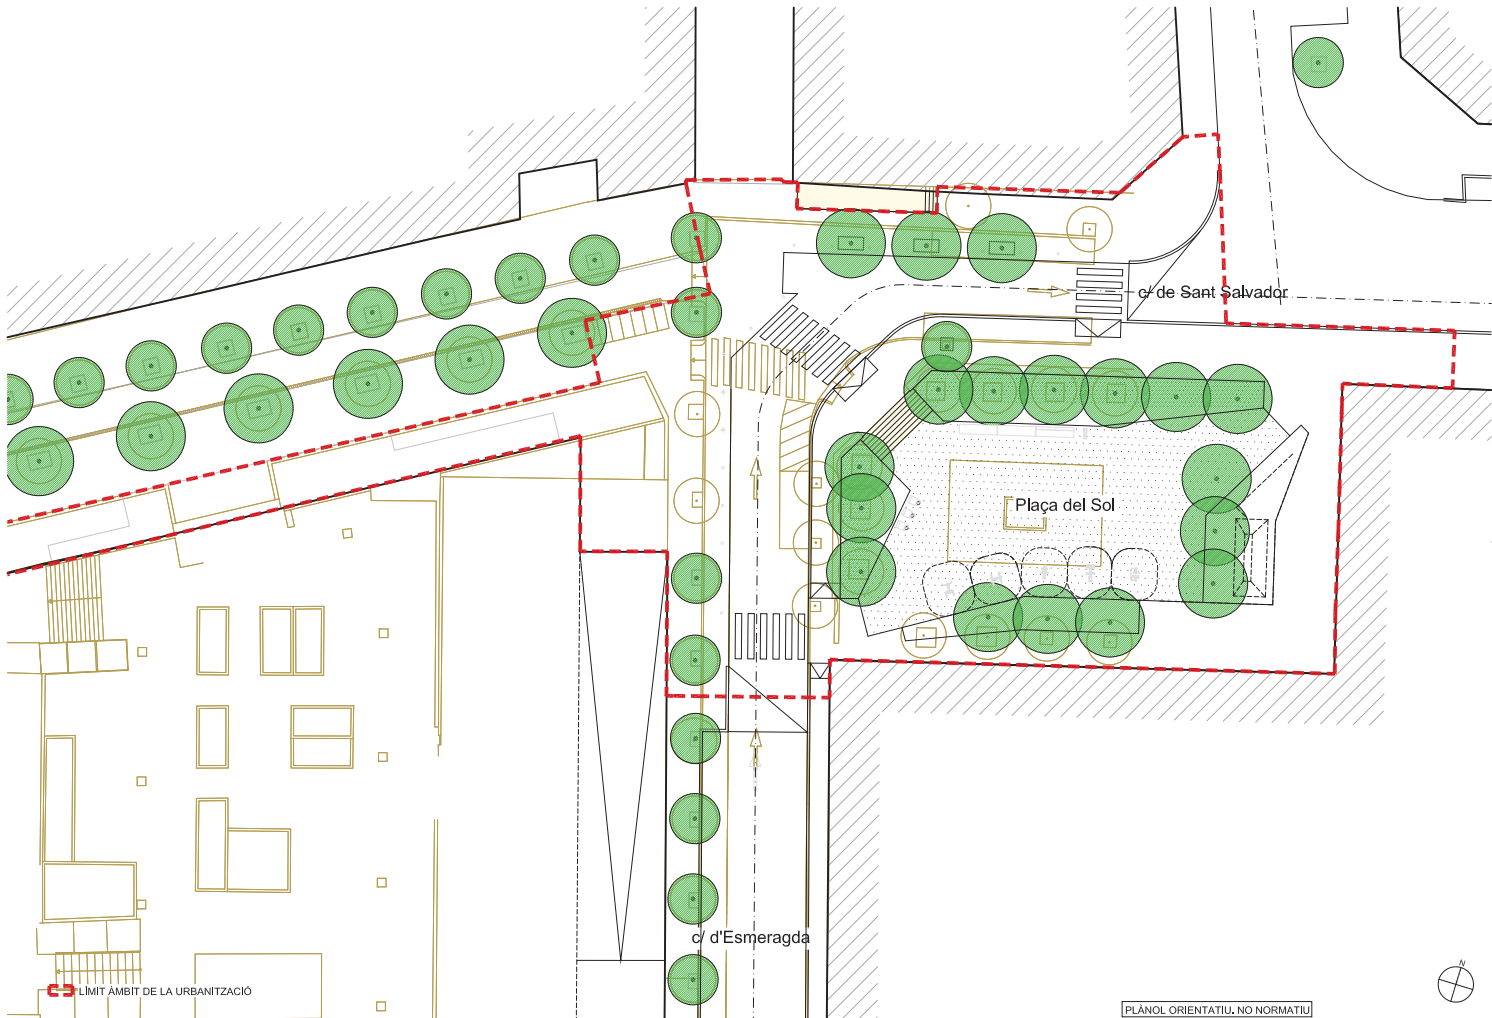 c/ de Sant Salvador
Plaça del Sol
c/ d'Esmeragda
N
LÍMIT ÀMBIT DE LA URBANITZACIÓ
PLÀNOL ORIENTATIU. NO NORMATIU